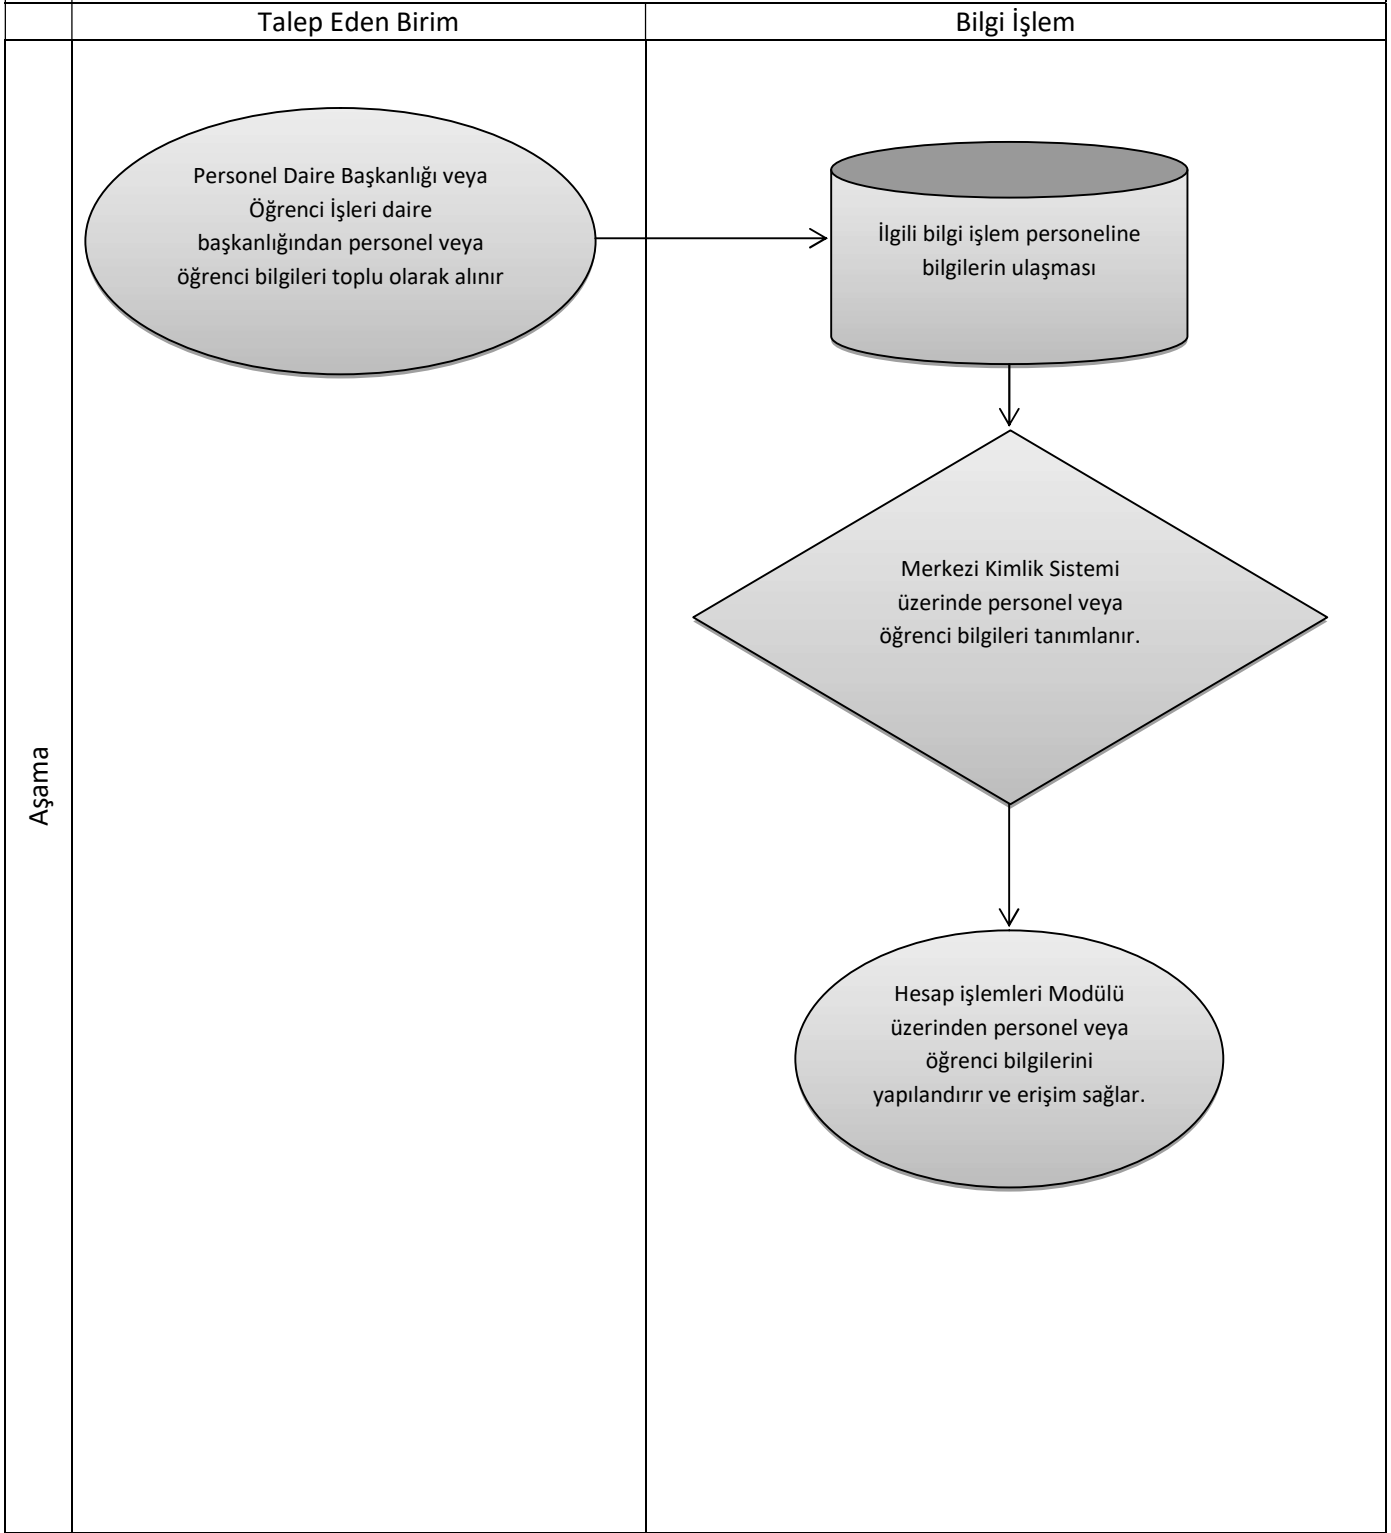 Talep Eden Birim
Bilgi İşlem
Personel Daire Başkanlığı veya
Öğrenci İşleri daire
başkanlığından personel veya
öğrenci bilgileri toplu olarak alınır
İlgili bilgi işlem personeline
bilgilerin ulaşması
Merkezi Kimlik Sistemi
üzerinde personel veya
öğrenci bilgileri tanımlanır.
Aşama
Hesap işlemleri Modülü
üzerinden personel veya
öğrenci bilgilerini
yapılandırır ve erişim sağlar.